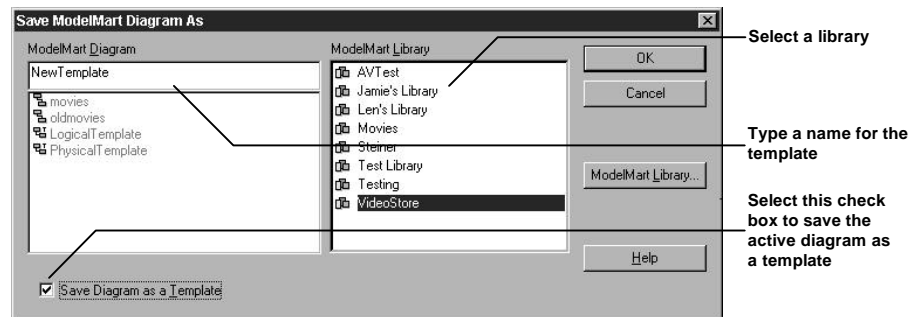 Save ModelMart Diagram As
ModelMart Diagram
NewTemplate
movies
oldmovies
LogicalTemplate
PhysicalTemplate
ModelMart Library
AVTest
Jamie's Library
Len's Library
Movies
Steiner
Test Library
Testing
VideoStore
OK
Cancel
ModelMart Library...
Help
Save Diagram as a Template
Select a library
Type a name for the
template
Select this check
box to save the
active diagram as
a template